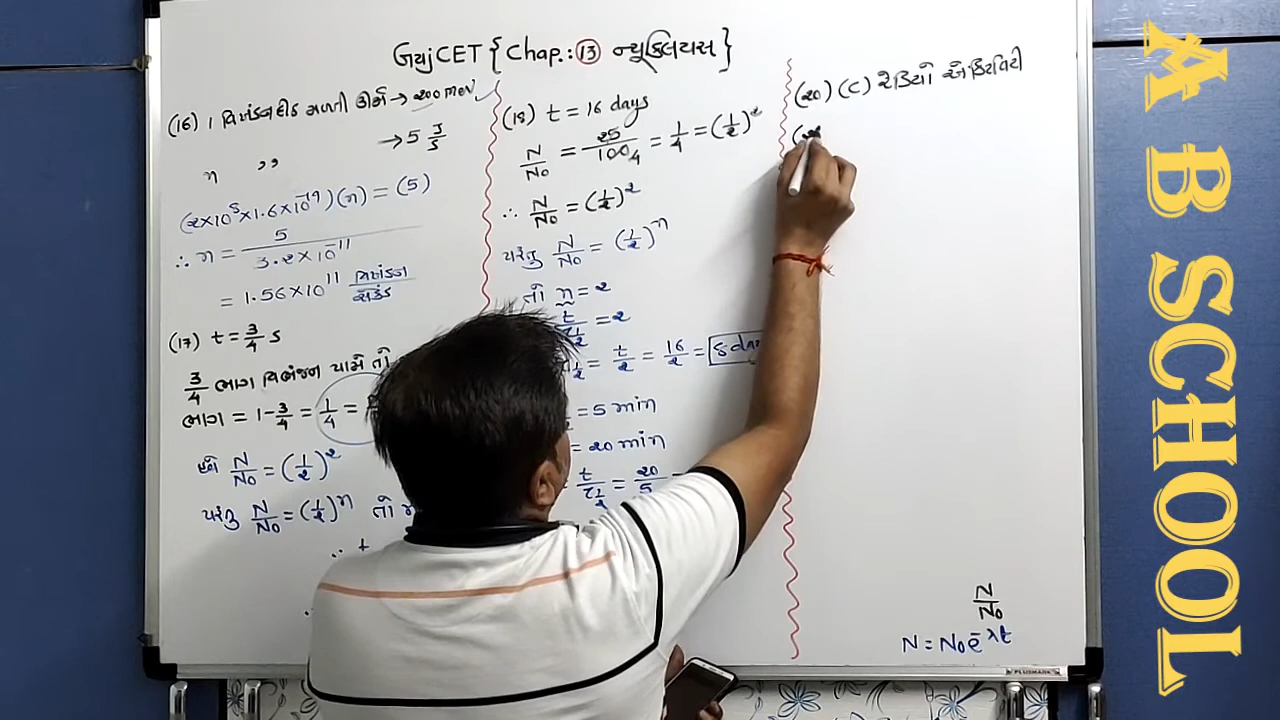 GujCET { Chap.: 13 ન્યૂક્લિયસ }
(16) 1 વિખંડન દીઠ મળતી ઊર્જા → 200 MeV
n ,, → 5 J/s
(2×10⁸×1.6×10⁻¹⁹)(n) = (5)
∴ n = 5 / 3.2×10⁻¹¹
= 1.56×10¹¹ વિખંડન / સેકંડ
(17) t = 3/4 s
3/4 ભાગ વિભંજન પામે તો
ભાગ = 1 - 3/4 = 1/4 =
N/N₀ = (1/2)²
પરંતુ N/N₀ = (1/2)ⁿ તો
∴ t
(18) t = 16 days
N/N₀ = 25/100 4 = 1/4 = (1/2)²
∴ N/N₀ = (1/2)²
પરંતુ N/N₀ = (1/2)ⁿ
તો n = 2
= 2
= t/2 = 16/2 = 8 da
= 5 min
= 20 min
t/τ½ = 20/5
(20) (C) રેડિયો એક્ટિવિટી
N/N₀
N = N₀e⁻λt
PLUSMARK
A B SCHOOL